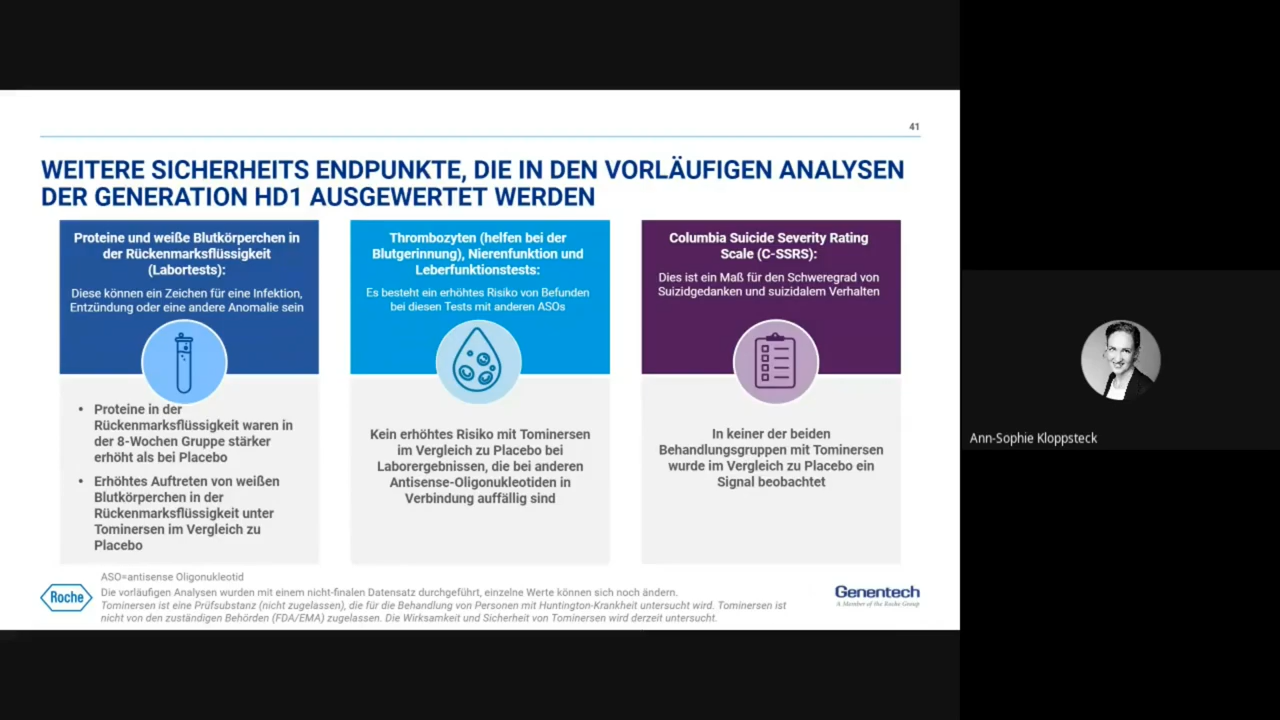 41
WEITERE SICHERHEITS ENDPUNKTE, DIE IN DEN VORLÄUFIGEN ANALYSEN
DER GENERATION HD1 AUSGEWERTET WERDEN
Proteine und weiße Blutkörperchen in
der Rückenmarksflüssigkeit
(Labortests):
Diese können ein Zeichen für eine Infektion,
Entzündung oder eine andere Anomalie sein
• Proteine in der
Rückenmarksflüssigkeit waren in
der 8-Wochen Gruppe stärker
erhöht als bei Placebo
• Erhöhtes Auftreten von weißen
Blutkörperchen in der
Rückenmarksflüssigkeit unter
Tominersen im Vergleich zu
Placebo
Thrombozyten (helfen bei der
Blutgerinnung), Nierenfunktion und
Leberfunktionstests:
Es besteht ein erhöhtes Risiko von Befunden
bei diesen Tests mit anderen ASOs
Kein erhöhtes Risiko mit Tominersen
im Vergleich zu Placebo bei
Laborergebnissen, die bei anderen
Antisense-Oligonukleotiden in
Verbindung auffällig sind
Columbia Suicide Severity Rating
Scale (C-SSRS):
Dies ist ein Maß für den Schweregrad von
Suizidgedanken und suizidalem Verhalten
In keiner der beiden
Behandlungsgruppen mit Tominersen
wurde im Vergleich zu Placebo ein
Signal beobachtet
ASO=antisense Oligonukleotid
Die vorläufigen Analysen wurden mit einem nicht-finalen Datensatz durchgeführt, einzelne Werte können sich noch ändern.
Tominersen ist eine Prüfsubstanz (nicht zugelassen), die für die Behandlung von Personen mit Huntington-Krankheit untersucht wird. Tominersen ist
nicht von den zuständigen Behörden (FDA/EMA) zugelassen. Die Wirksamkeit und Sicherheit von Tominersen wird derzeit untersucht.
Roche
Genentech
A Member of the Roche Group
Ann-Sophie Kloppsteck